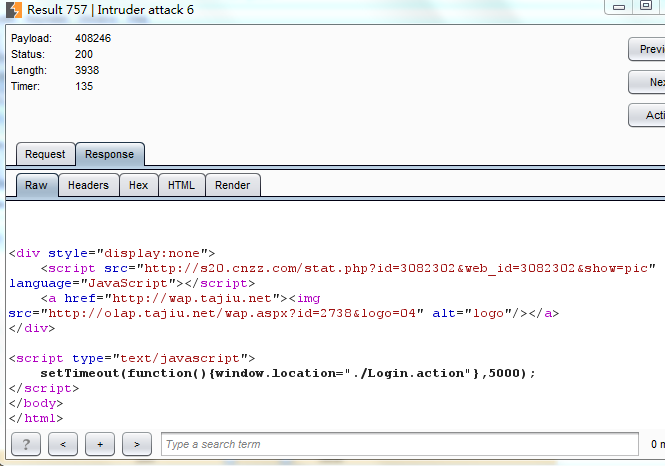 Result 757 | Intruder attack 6
Payload: 408246
Status: 200
Length: 3938
Timer: 135
Previ
Nex
Acti
Request Response
Raw Headers Hex HTML Render
<div style="display:none">
<script src="http://s20.cnzz.com/stat.php?id=3082302&web_id=3082302&show=pic"
language="JavaScript"></script>
<a href="http://wap.tajiu.net"><img
src="http://olap.tajiu.net/wap.aspx?id=2738&logo=04" alt="logo"/></a>
</div>
<script type="text/javascript">
setTimeout(function(){window.location="./Login.action"},5000);
</script>
</body>
</html>
? < + > Type a search term 0 m